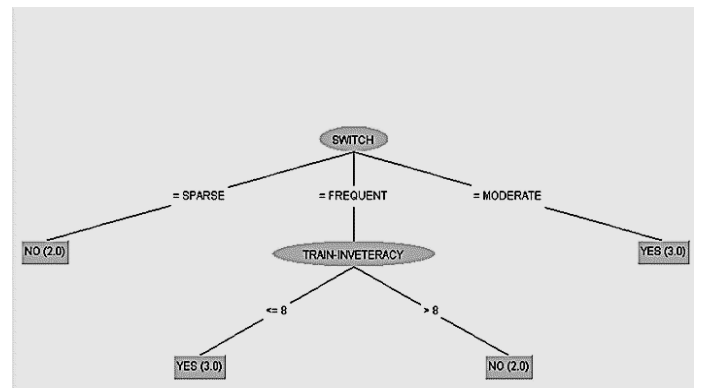 SWITCH
= SPARSE
= FREQUENT
= MODERATE
NO (2.0)
TRAIN-INVETERACY
YES (3.0)
<= 8
> 8
YES (3.0)
NO (2.0)